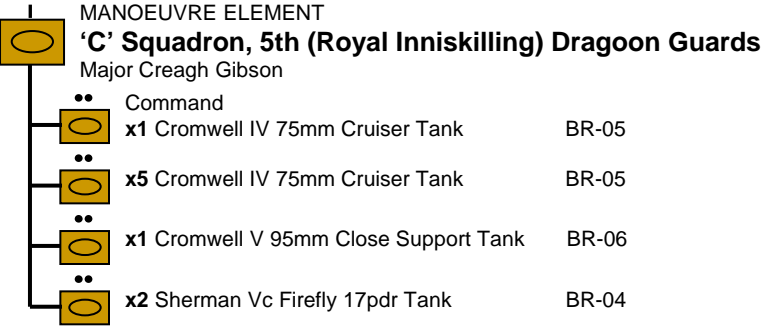 MANOEUVRE ELEMENT
‘C’ Squadron, 5th (Royal Inniskilling) Dragoon Guards
Major Creagh Gibson
Command
x1 Cromwell IV 75mm Cruiser Tank BR-05
x5 Cromwell IV 75mm Cruiser Tank BR-05
x1 Cromwell V 95mm Close Support Tank BR-06
x2 Sherman Vc Firefly 17pdr Tank BR-04